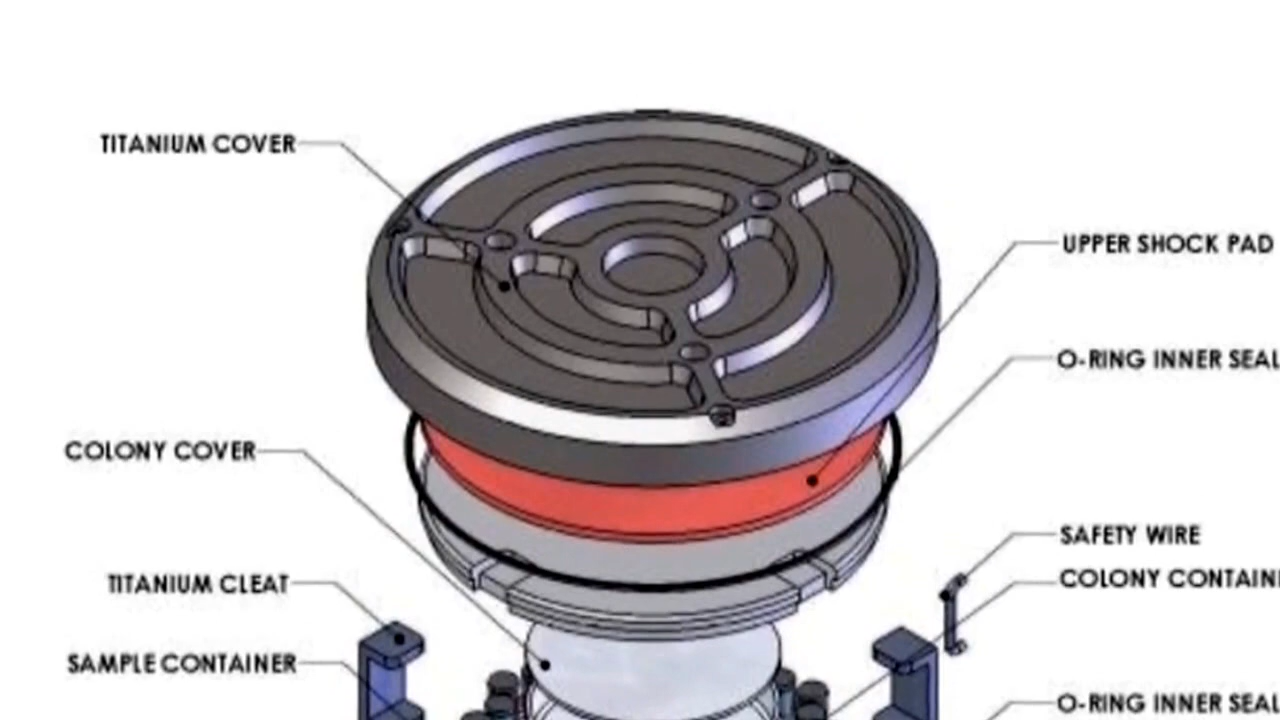 TITANIUM COVER
UPPER SHOCK PAD
O-RING INNER SEAL
COLONY COVER
SAFETY WIRE
TITANIUM CLEAT
COLONY
SAMPLE CONTAINER
O-RING INNER SEAL